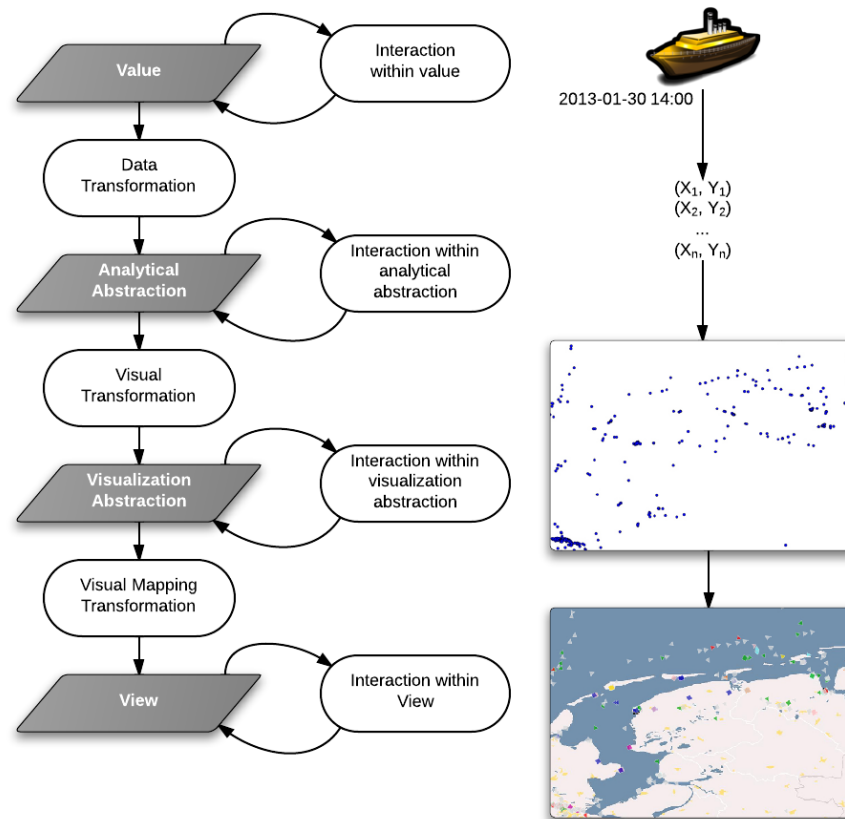 Value
Interaction
within value
Data
Transformation
Analytical
Abstraction
Interaction within
analytical
abstraction
Visual
Transformation
Visualization
Abstraction
Interaction within
visualization
abstraction
Visual Mapping
Transformation
View
Interaction within
View
2013-01-30 14:00
(X₁, Y₁)
(X₂, Y₂)
...
(Xₙ, Yₙ)